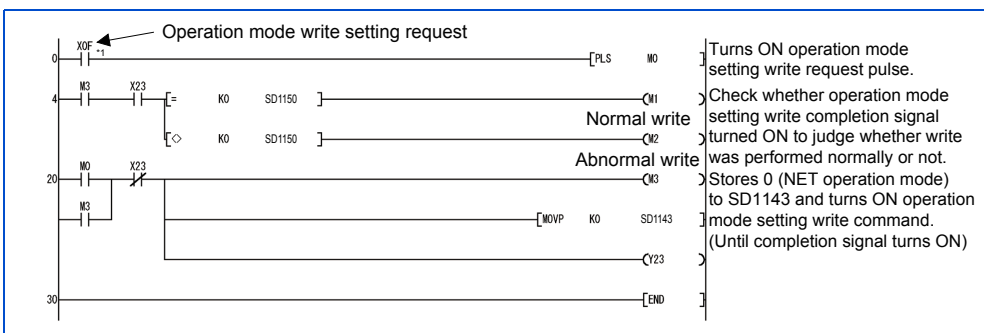 Operation mode write setting request
X0F
*1
0 [PLS M0 ] Turns ON operation mode
setting write request pulse.
M3 X23
4 [= K0 SD1150 ] (M1 ) Check whether operation mode
Normal write setting write completion signal
[<> K0 SD1150 ] (M2 ) turned ON to judge whether write
Abnormal write was performed normally or not.
M0 X23
20 (M3 ) Stores 0 (NET operation mode)
to SD1143 and turns ON operation
M3
[MOVP K0 SD1143 ] mode setting write command.
(Until completion signal turns ON)
(Y23 )
30 [END ]